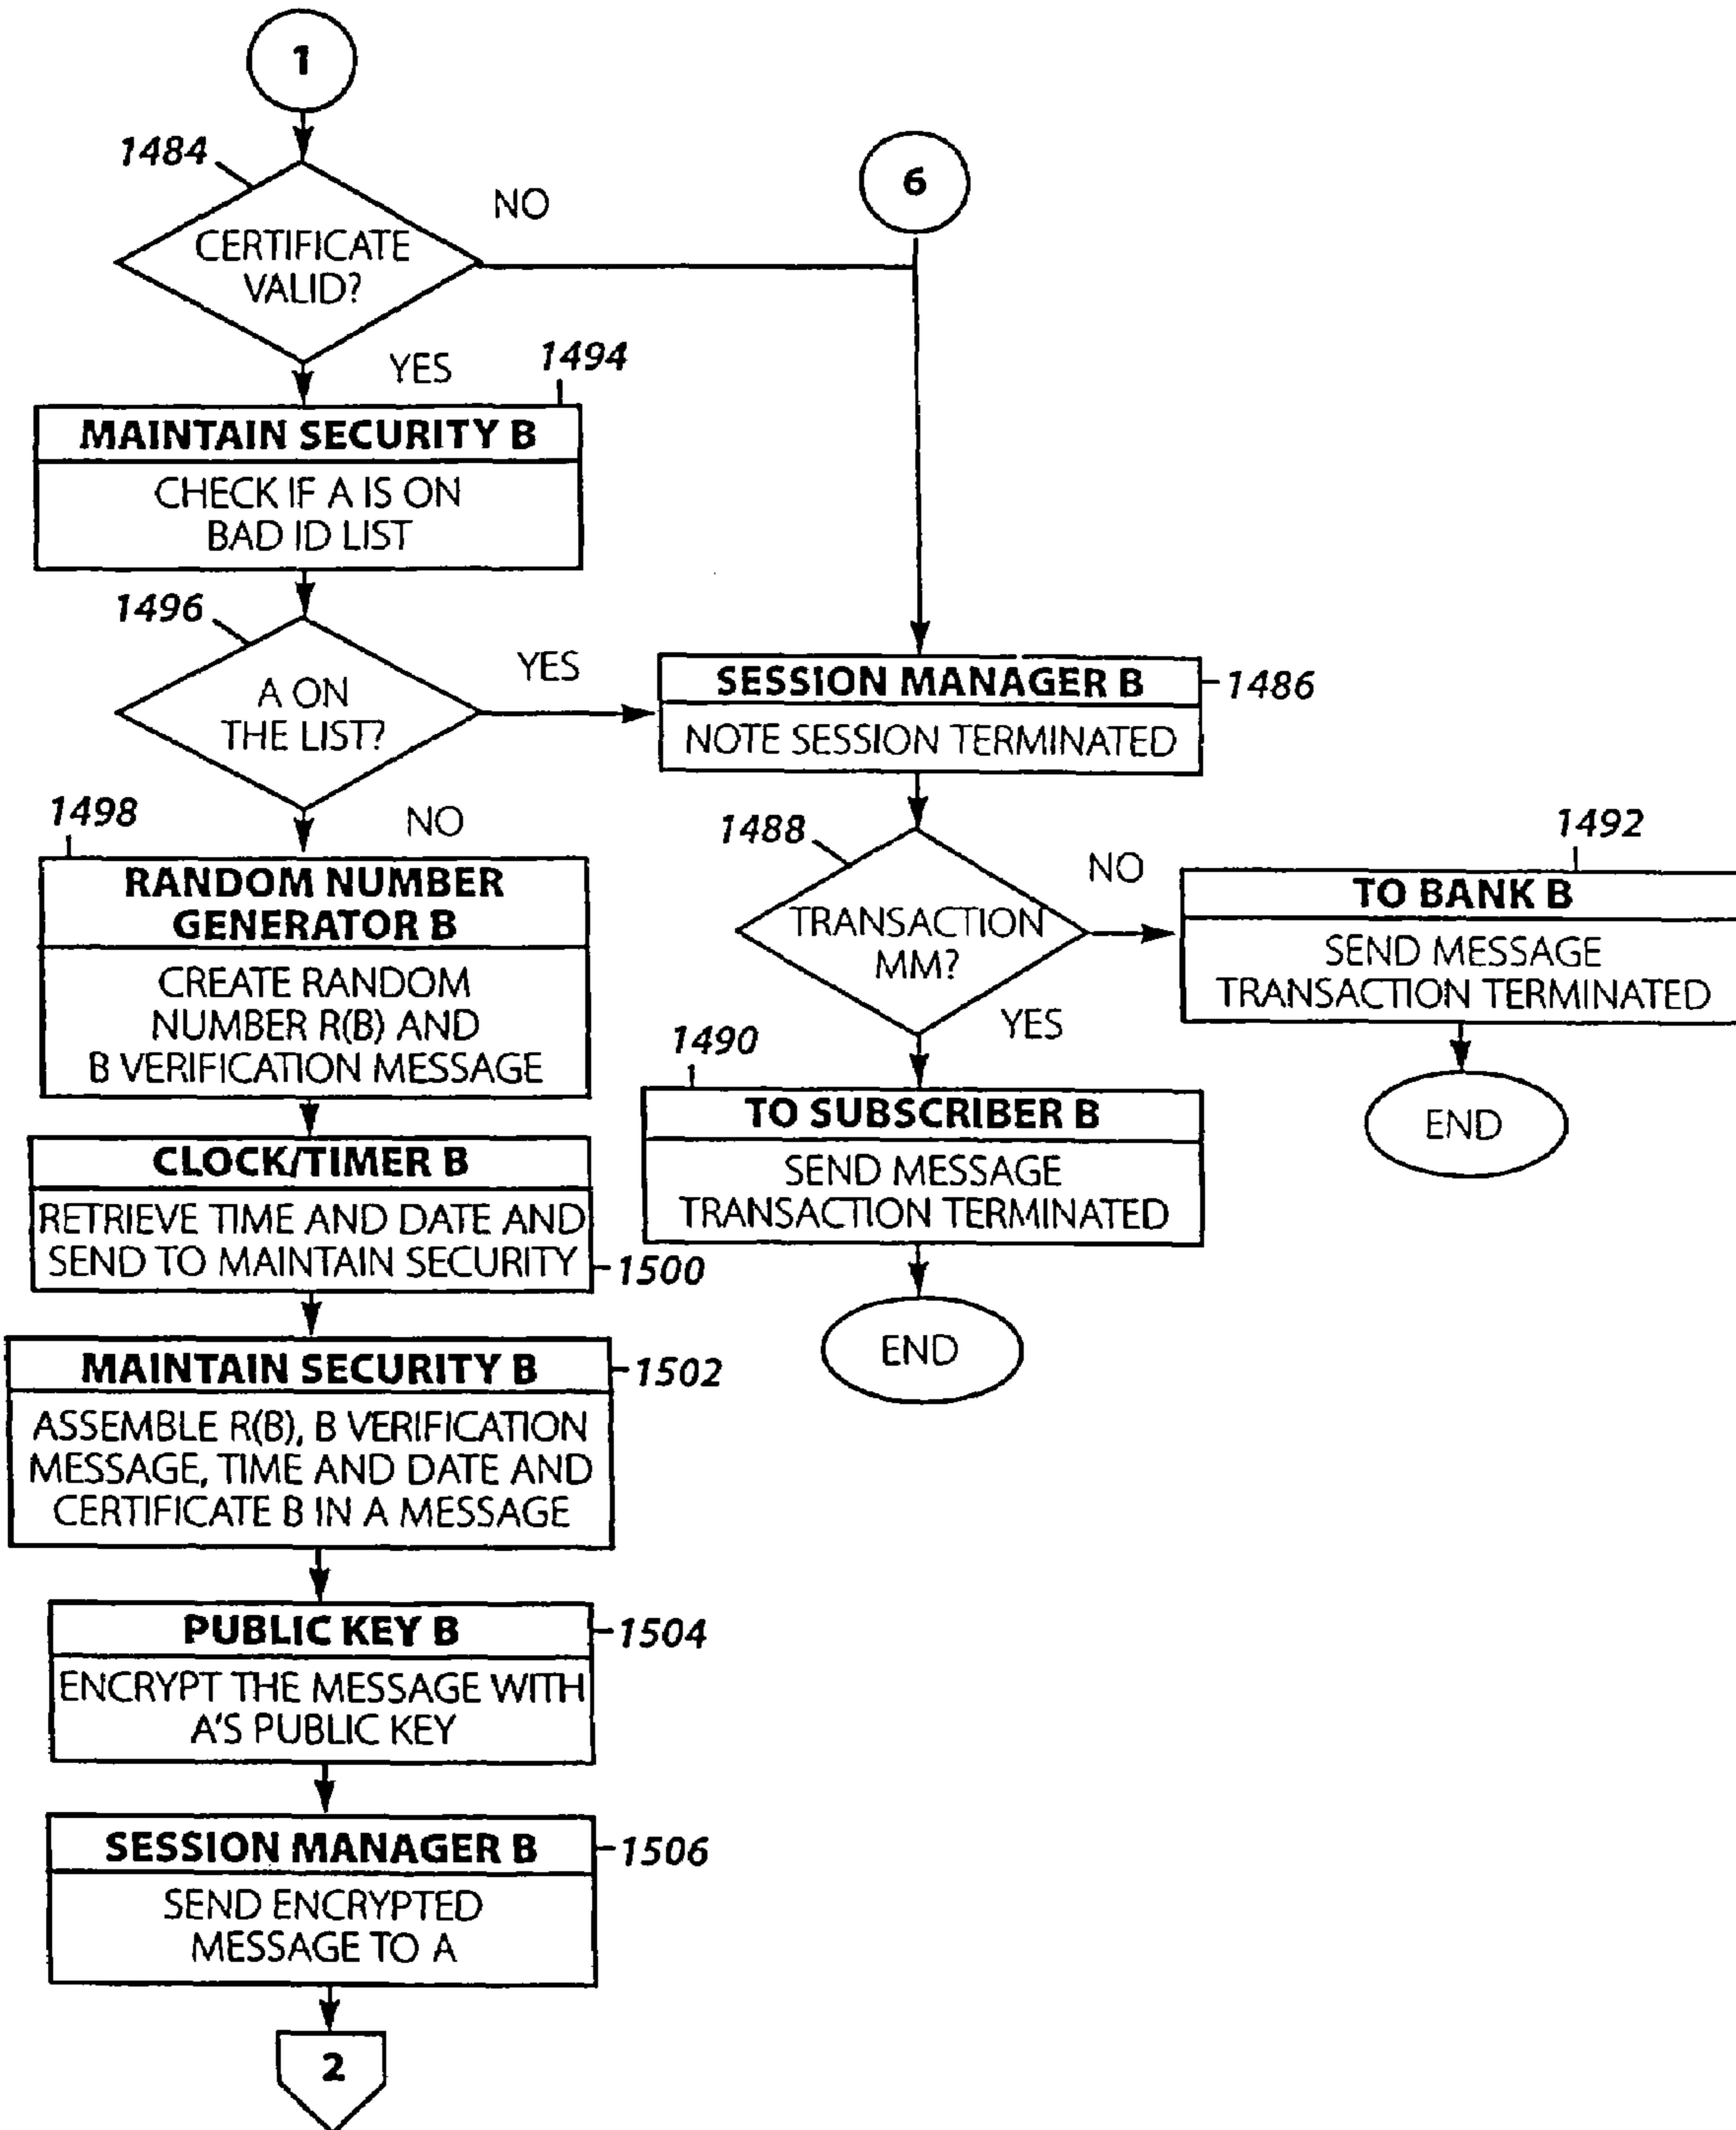 1
1484
CERTIFICATE
VALID?
NO
6
YES
1494
MAINTAIN SECURITY B
CHECK IF A IS ON
BAD ID LIST
1496
A ON
THE LIST?
YES
SESSION MANAGER B
1486
NOTE SESSION TERMINATED
NO
1498
RANDOM NUMBER
GENERATOR B
CREATE RANDOM
NUMBER R(B) AND
B VERIFICATION MESSAGE
1488
TRANSACTION
MM?
NO
1492
TO BANK B
SEND MESSAGE
TRANSACTION TERMINATED
END
YES
1490
TO SUBSCRIBER B
SEND MESSAGE
TRANSACTION TERMINATED
END
CLOCK/TIMER B
RETRIEVE TIME AND DATE AND
SEND TO MAINTAIN SECURITY
1500
MAINTAIN SECURITY B
1502
ASSEMBLE R(B), B VERIFICATION
MESSAGE, TIME AND DATE AND
CERTIFICATE B IN A MESSAGE
PUBLIC KEY B
1504
ENCRYPT THE MESSAGE WITH
A'S PUBLIC KEY
SESSION MANAGER B
1506
SEND ENCRYPTED
MESSAGE TO A
2